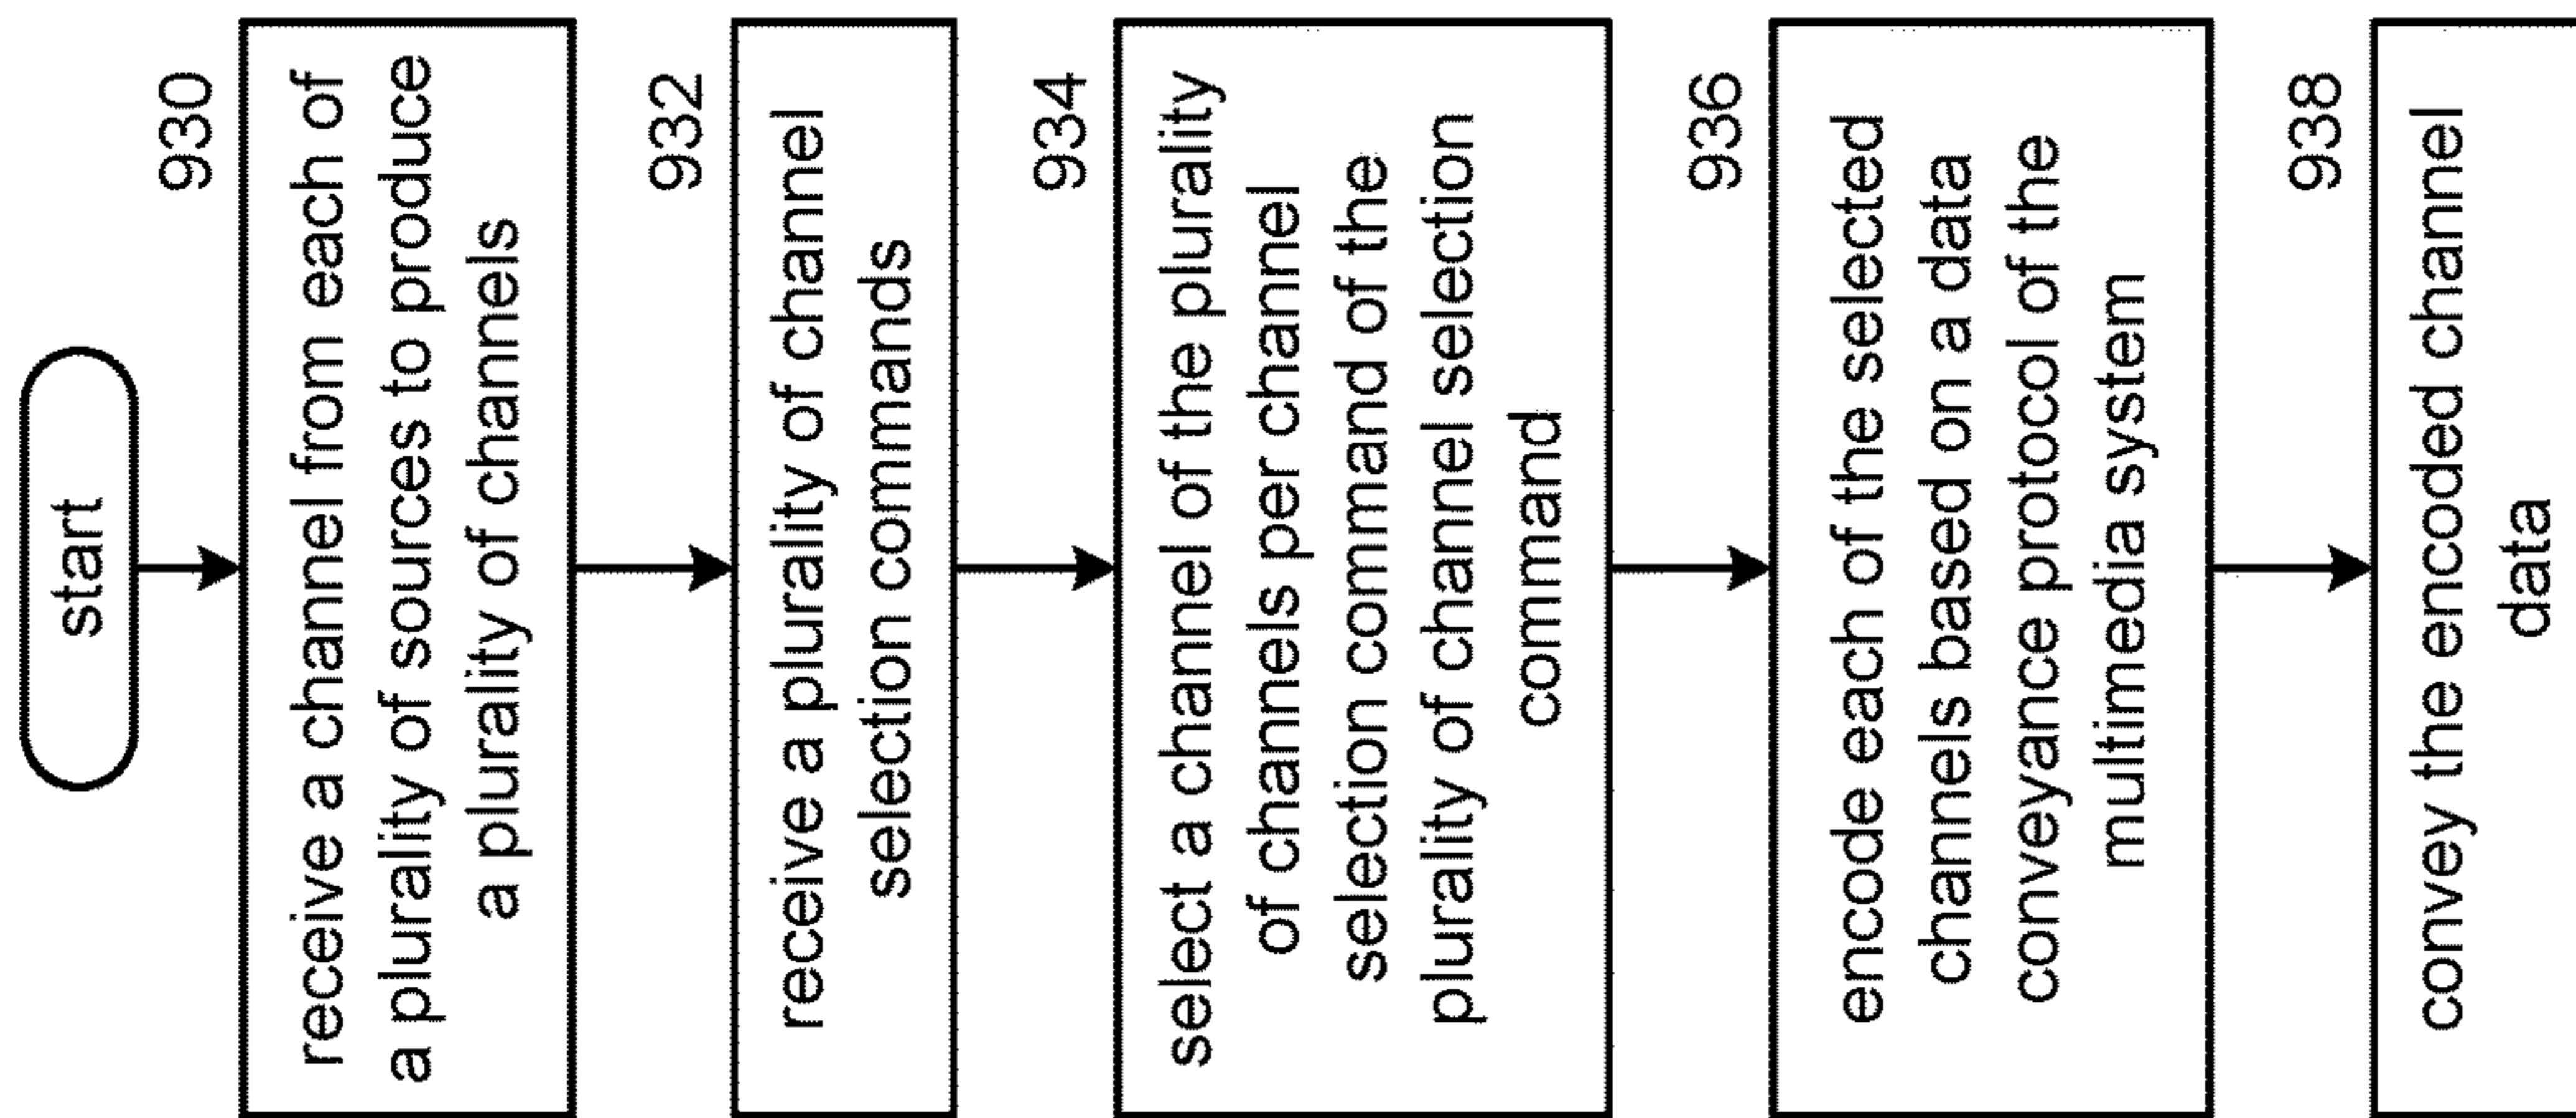 start
930
receive a channel from each of
a plurality of sources to produce
a plurality of channels
932
receive a plurality of channel
selection commands
934
select a channel of the plurality
of channels per channel
selection command of the
plurality of channel selection
command
936
encode each of the selected
channels based on a data
conveyance protocol of the
multimedia system
938
convey the encoded channel
data